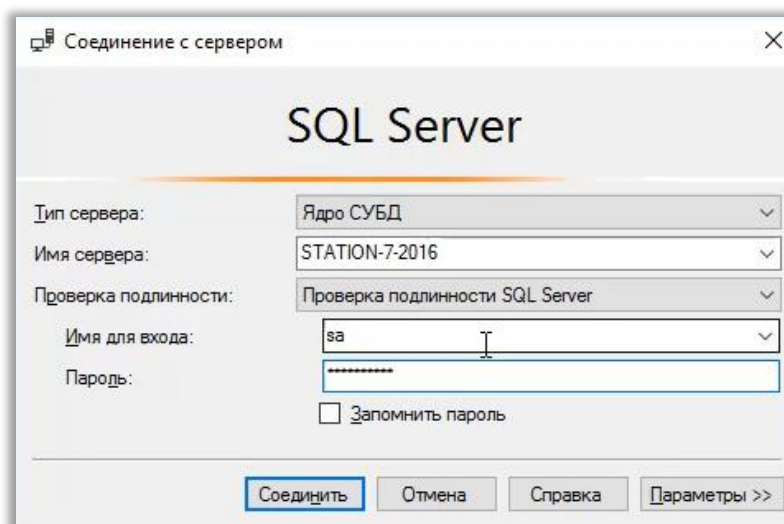 Соединение с сервером
SQL Server
Тип сервера: Ядро СУБД
Имя сервера: STATION-7-2016
Проверка подлинности: Проверка подлинности SQL Server
Имя для входа: sa
Пароль: **********
Запомнить пароль
Соединить Отмена Справка Параметры >>